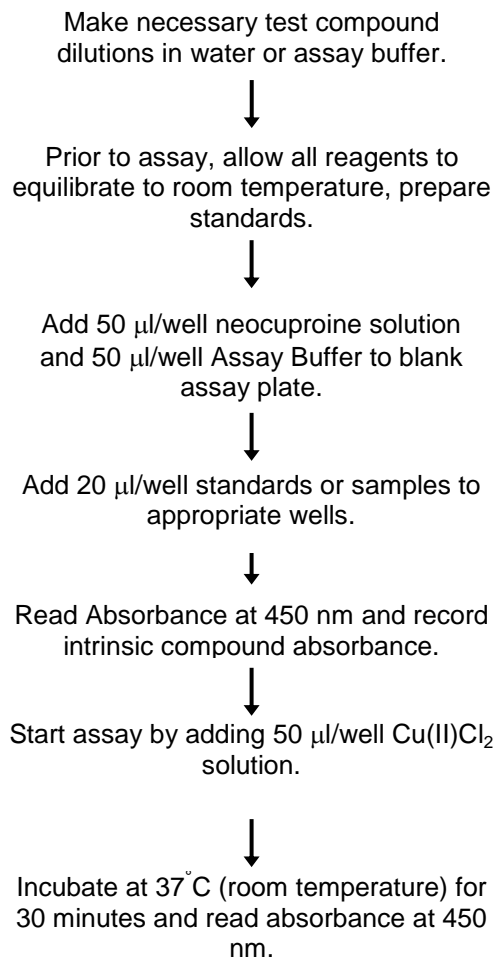 Make necessary test compound
dilutions in water or assay buffer.
Prior to assay, allow all reagents to
equilibrate to room temperature, prepare
standards.
Add 50 μl/well neocuproine solution
and 50 μl/well Assay Buffer to blank
assay plate.
Add 20 μl/well standards or samples to
appropriate wells.
Read Absorbance at 450 nm and record
intrinsic compound absorbance.
Start assay by adding 50 μl/well Cu(II)Cl₂
solution.
Incubate at 37°C (room temperature) for
30 minutes and read absorbance at 450
nm.